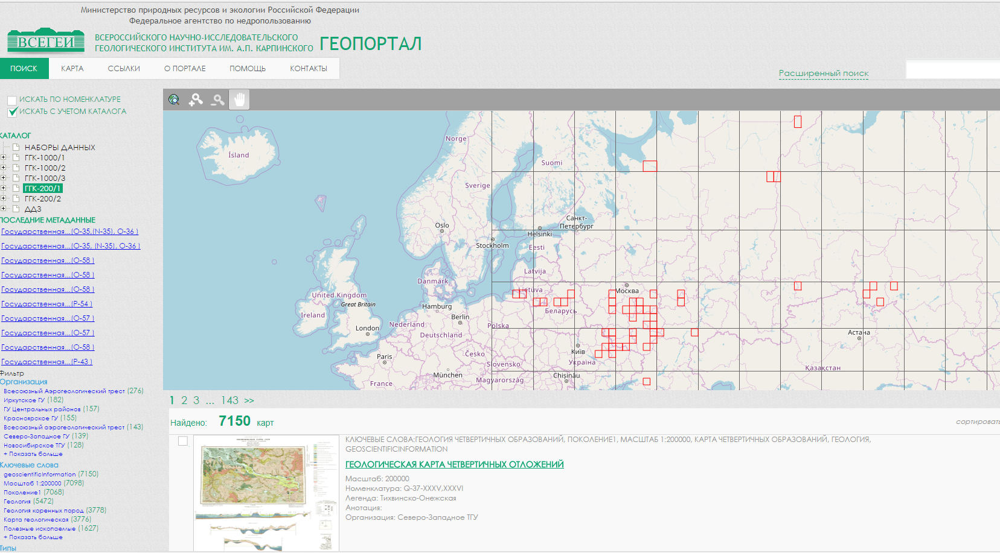 Министерство природных ресурсов и экологии Российской Федерации
Федеральное агентство по недропользованию
ВСЕГЕИ
ВСЕРОССИЙСКОГО НАУЧНО-ИССЛЕДОВАТЕЛЬСКОГО
ГЕОЛОГИЧЕСКОГО ИНСТИТУТА ИМ. А.П. КАРПИНСКОГО
ГЕОПОРТАЛ
ПОИСК КАРТА ССЫЛКИ О ПОРТАЛЕ ПОМОЩЬ КОНТАКТЫ
Расширенный поиск
ИСКАТЬ ПО НОМЕНКЛАТУРЕ
ИСКАТЬ С УЧЕТОМ КАТАЛОГА
КАТАЛОГ
НАБОРЫ ДАННЫХ
ГГК-1000/1
ГГК-1000/2
ГГК-1000/3
ГГК-200/1
ГГК-200/2
ДДЗ
ПОСЛЕДНИЕ МЕТАДАННЫЕ
Государственная...(O-35,(N-35), O-36 )
Государственная...(O-35, (N-35), O-36 )
Государственная...(O-58 )
Государственная...(O-58 )
Государственная...(O-58 )
Государственная...(P-54 )
Государственная...(O-57 )
Государственная...(O-57 )
Государственная...(O-58 )
Государственная...(P-43 )
Фильтр
Организация
Всесоюзный Аэрогеологический трест (276)
Иркутское ГУ (182)
ГУ Центральных районов (157)
Красноярское ГУ (155)
Всесоюзный аэрогеологический трест (143)
Северо-Западное ГУ (139)
Новосибирское ТГУ (128)
+ Показать больше
Ключевые слова
geoscientificInformation (7150)
Масштаб 1:200000 (7098)
Поколение1 (7068)
Геология (5472)
Геология коренных пород (3778)
Карта геологическая (3776)
Полезные ископаемые (1627)
+ Показать больше
Типы
Norge
Ísland
Suomi
Sverige
Санкт-
Петербург
Oslo
Helsinki
Stockholm
Eesti
Latvija
Danmark
Lietuva
Москва
United Kingdom
Great Britain
Hamburg
Беларусь
Ireland
Berlin
Nederland
Polska
London
Deutschland
Астана
Київ
Česko
Paris
Україна
Slovensko
Қазақстан
München
Chișinău
Magyarország
France
1 2 3 ... 143 >>
Найдено: 7150 карт
сортировать
КЛЮЧЕВЫЕ СЛОВА:ГЕОЛОГИЯ ЧЕТВЕРТИЧНЫХ ОБРАЗОВАНИЙ, ПОКОЛЕНИЕ1, МАСШТАБ 1:200000, КАРТА ЧЕТВЕРТИЧНЫХ ОБРАЗОВАНИЙ, ГЕОЛОГИЯ,
GEOSCIENTIFICINFORMATION
ГЕОЛОГИЧЕСКАЯ КАРТА ЧЕТВЕРТИЧНЫХ ОТЛОЖЕНИЙ
Масштаб: 200000
Номенклатура: Q-37-XXXV,XXXVI
Легенда: Тихвинско-Онежская
Анотация:
Организация: Северо-Западное ТГУ